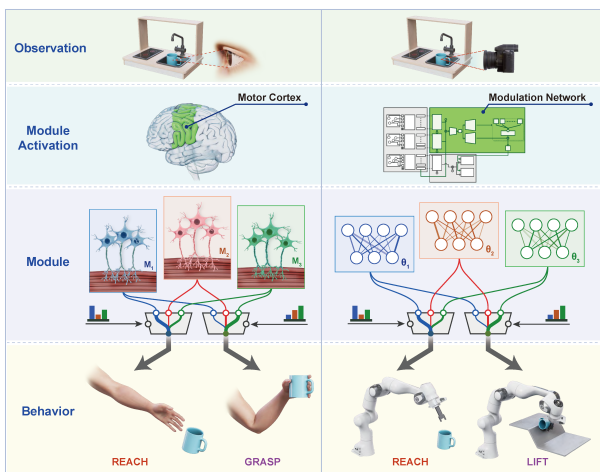 Observation
Motor Cortex
Modulation Network
Module
Activation
Module
M1
M2
M3
θ1
θ2
θ3
Behavior
REACH
GRASP
REACH
LIFT